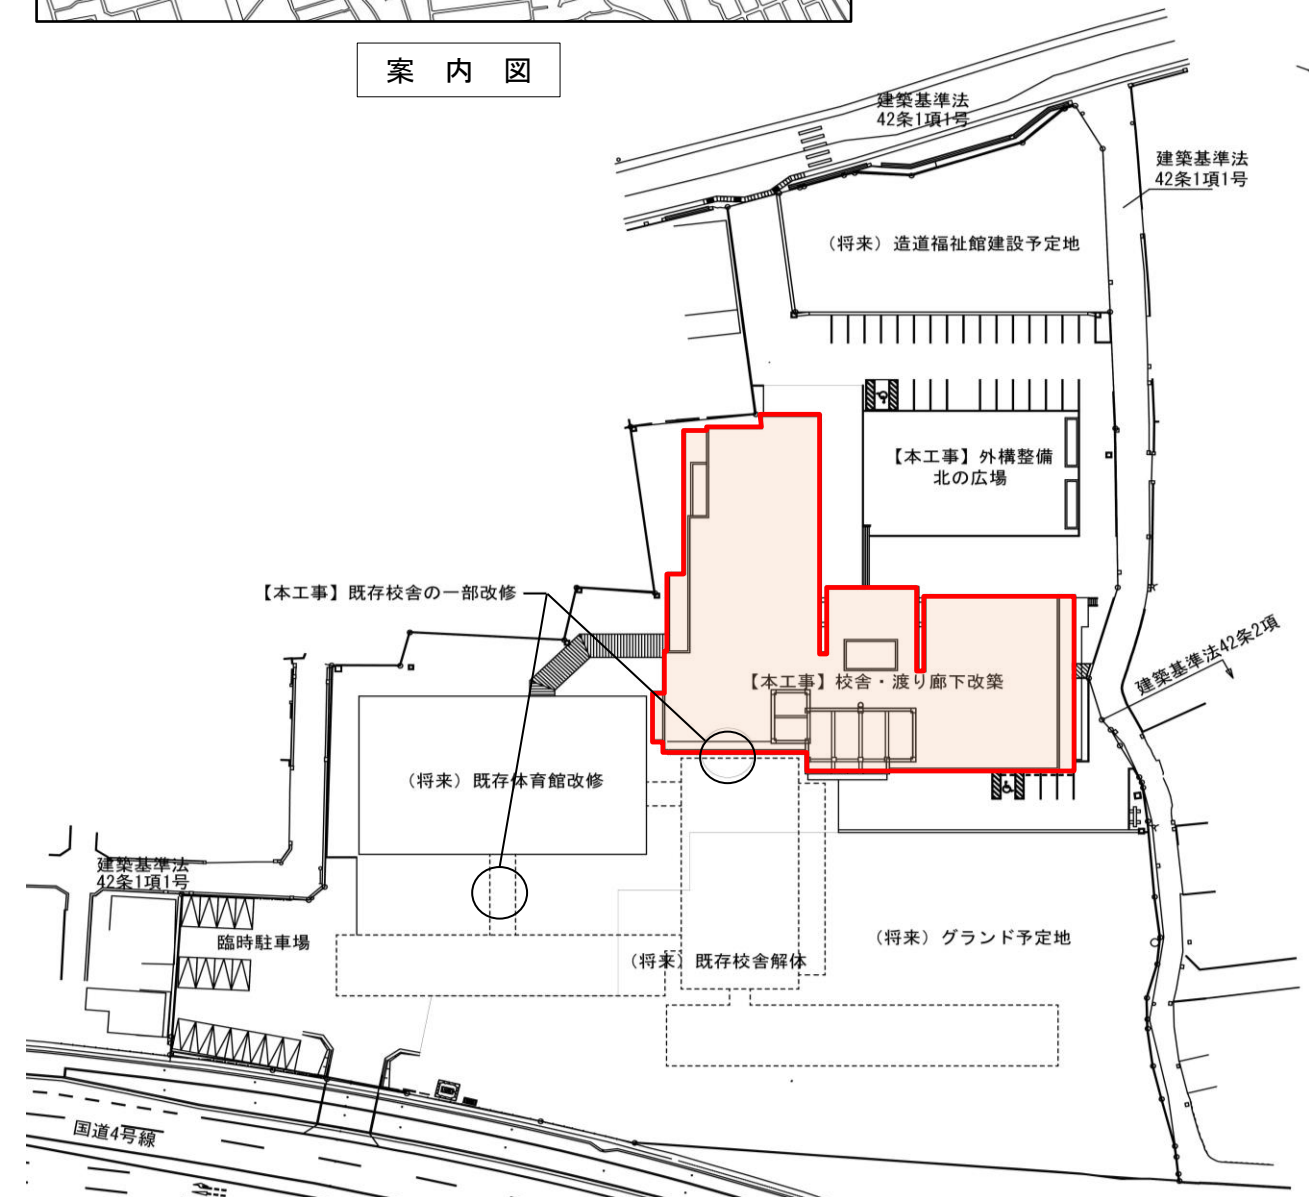 案 内 図
建築基準法
42条1項1号
建築基準法
42条1項1号
(将来) 造道福祉館建設予定地
【本工事】外構整備
北の広場
【本工事】既存校舎の一部改修
建築基準法42条2項
【本工事】校舎・渡り廊下改築
(将来) 既存体育館改修
建築基準法
42条1項1号
臨時駐車場
(将来) グランド予定地
(将来) 既存校舎解体
国道4号線